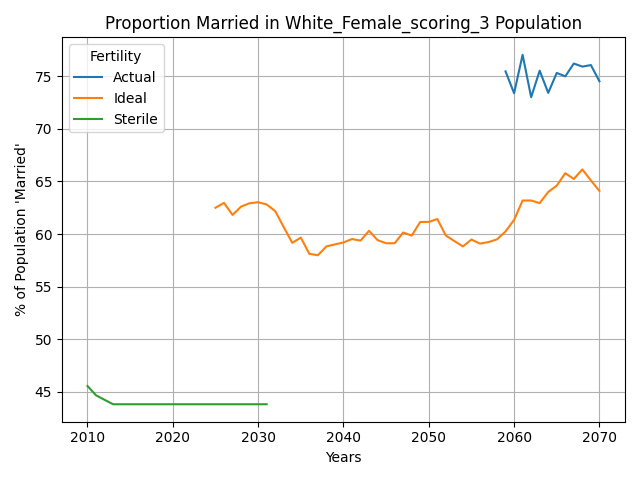 Proportion Married in White_Female_scoring_3 Population
Fertility
Actual
Ideal
Sterile
% of Population 'Married'
75
70
65
60
55
50
45
2010 2020 2030 2040 2050 2060 2070
Years